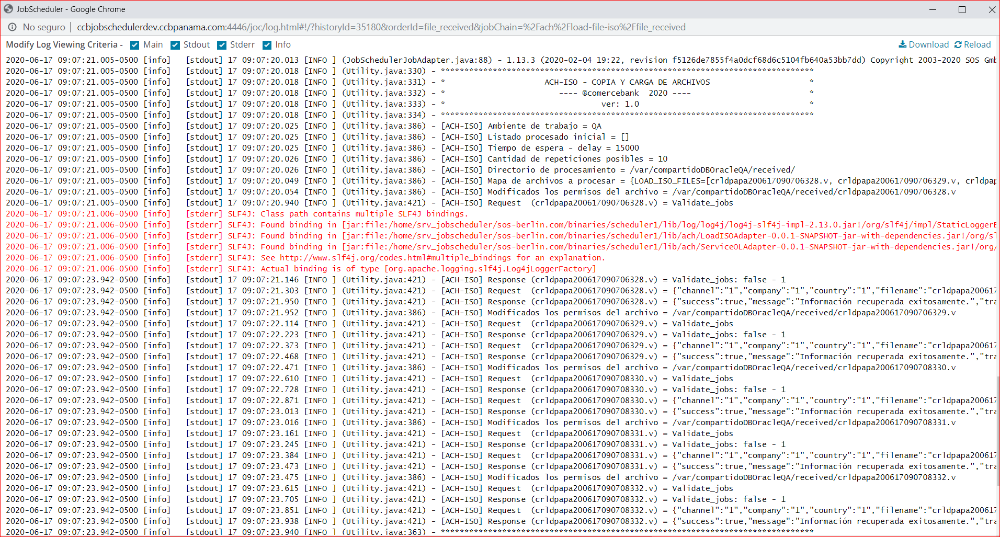 JobScheduler - Google Chrome
No seguro | ccbjobschedulerdev.ccbpanama.com:4446/joc/log.html#!/?historyId=35180&orderId=file_received&jobChain=%2Fach%2Fload-file-iso%2Ffile_received
Modify Log Viewing Criteria - Main Stdout Stderr Info Download Reload
2020-06-17 09:07:21.005-0500 [info] [stdout] 17 09:07:20.013 [INFO ] (JobSchedulerJobAdapter.java:88) - 1.13.3 (2020-02-04 19:22, revision f5126de7855f4a0dcf68d6c5104fb640a53bb7dd) Copyright 2003-2020 SOS Gmb
2020-06-17 09:07:21.005-0500 [info] [stdout] 17 09:07:20.018 [INFO ] (Utility.java:330) - *******************************************************************************
2020-06-17 09:07:21.005-0500 [info] [stdout] 17 09:07:20.018 [INFO ] (Utility.java:331) - * ACH-ISO - COPIA Y CARGA DE ARCHIVOS *
2020-06-17 09:07:21.005-0500 [info] [stdout] 17 09:07:20.018 [INFO ] (Utility.java:332) - * ---- @comercebank 2020 ---- *
2020-06-17 09:07:21.005-0500 [info] [stdout] 17 09:07:20.018 [INFO ] (Utility.java:333) - * ver: 1.0 *
2020-06-17 09:07:21.005-0500 [info] [stdout] 17 09:07:20.018 [INFO ] (Utility.java:334) - *******************************************************************************
2020-06-17 09:07:21.005-0500 [info] [stdout] 17 09:07:20.025 [INFO ] (Utility.java:386) - [ACH-ISO] Ambiente de trabajo = QA
2020-06-17 09:07:21.005-0500 [info] [stdout] 17 09:07:20.025 [INFO ] (Utility.java:386) - [ACH-ISO] Listado procesado inicial = []
2020-06-17 09:07:21.005-0500 [info] [stdout] 17 09:07:20.025 [INFO ] (Utility.java:386) - [ACH-ISO] Tiempo de espera - delay = 15000
2020-06-17 09:07:21.005-0500 [info] [stdout] 17 09:07:20.026 [INFO ] (Utility.java:386) - [ACH-ISO] Cantidad de repeticiones posibles = 10
2020-06-17 09:07:21.005-0500 [info] [stdout] 17 09:07:20.026 [INFO ] (Utility.java:386) - [ACH-ISO] Directorio de procesamiento = /var/compartidoDBOracleQA/received/
2020-06-17 09:07:21.005-0500 [info] [stdout] 17 09:07:20.049 [INFO ] (Utility.java:386) - [ACH-ISO] Mapa de archivos a procesar = {LOAD_ISO_FILES=[crldpapa200617090706328.v, crldpapa200617090706329.v, crldpap
2020-06-17 09:07:21.005-0500 [info] [stdout] 17 09:07:20.054 [INFO ] (Utility.java:386) - [ACH-ISO] Modificados los permisos del archivo = /var/compartidoDBOracleQA/received/crldpapa200617090706328.v
2020-06-17 09:07:21.005-0500 [info] [stdout] 17 09:07:20.940 [INFO ] (Utility.java:421) - [ACH-ISO] Request (crldpapa200617090706328.v) = Validate_jobs
2020-06-17 09:07:21.006-0500 [info] [stderr] SLF4J: Class path contains multiple SLF4J bindings.
2020-06-17 09:07:21.006-0500 [info] [stderr] SLF4J: Found binding in [jar:file:/home/srv_jobscheduler/sos-berlin.com/binaries/scheduler1/lib/log/log4j/log4j-slf4j-impl-2.13.0.jar!/org/slf4j/impl/StaticLoggerB
2020-06-17 09:07:21.006-0500 [info] [stderr] SLF4J: Found binding in [jar:file:/home/srv_jobscheduler/sos-berlin.com/binaries/scheduler1/lib/ach/LoadISOAdapter-0.0.1-SNAPSHOT-jar-with-dependencies.jar!/org/sl
2020-06-17 09:07:21.006-0500 [info] [stderr] SLF4J: Found binding in [jar:file:/home/srv_jobscheduler/sos-berlin.com/binaries/scheduler1/lib/ach/ServiceOLAdapter-0.0.1-SNAPSHOT-jar-with-dependencies.jar!/org/
2020-06-17 09:07:21.006-0500 [info] [stderr] SLF4J: See http://www.slf4j.org/codes.html#multiple_bindings for an explanation.
2020-06-17 09:07:21.006-0500 [info] [stderr] SLF4J: Actual binding is of type [org.apache.logging.slf4j.Log4jLoggerFactory]
2020-06-17 09:07:23.942-0500 [info] [stdout] 17 09:07:21.146 [INFO ] (Utility.java:421) - [ACH-ISO] Response (crldpapa200617090706328.v) = Validate_jobs: false - 1
2020-06-17 09:07:23.942-0500 [info] [stdout] 17 09:07:21.303 [INFO ] (Utility.java:421) - [ACH-ISO] Request (crldpapa200617090706328.v) = {"channel":"1","company":"1","country":"1","filename":"crldpapa200617
2020-06-17 09:07:23.942-0500 [info] [stdout] 17 09:07:21.950 [INFO ] (Utility.java:421) - [ACH-ISO] Response (crldpapa200617090706328.v) = {"success":true,"message":"Información recuperada exitosamente.","tra
2020-06-17 09:07:23.942-0500 [info] [stdout] 17 09:07:21.952 [INFO ] (Utility.java:386) - [ACH-ISO] Modificados los permisos del archivo = /var/compartidoDBOracleQA/received/crldpapa200617090706329.v
2020-06-17 09:07:23.942-0500 [info] [stdout] 17 09:07:22.114 [INFO ] (Utility.java:421) - [ACH-ISO] Request (crldpapa200617090706329.v) = Validate_jobs
2020-06-17 09:07:23.942-0500 [info] [stdout] 17 09:07:22.223 [INFO ] (Utility.java:421) - [ACH-ISO] Response (crldpapa200617090706329.v) = Validate_jobs: false - 1
2020-06-17 09:07:23.942-0500 [info] [stdout] 17 09:07:22.373 [INFO ] (Utility.java:421) - [ACH-ISO] Request (crldpapa200617090706329.v) = {"channel":"1","company":"1","country":"1","filename":"crldpapa200617
2020-06-17 09:07:23.942-0500 [info] [stdout] 17 09:07:22.468 [INFO ] (Utility.java:421) - [ACH-ISO] Response (crldpapa200617090706329.v) = {"success":true,"message":"Información recuperada exitosamente.","tra
2020-06-17 09:07:23.942-0500 [info] [stdout] 17 09:07:22.471 [INFO ] (Utility.java:386) - [ACH-ISO] Modificados los permisos del archivo = /var/compartidoDBOracleQA/received/crldpapa200617090708330.v
2020-06-17 09:07:23.942-0500 [info] [stdout] 17 09:07:22.610 [INFO ] (Utility.java:421) - [ACH-ISO] Request (crldpapa200617090708330.v) = Validate_jobs
2020-06-17 09:07:23.942-0500 [info] [stdout] 17 09:07:22.728 [INFO ] (Utility.java:421) - [ACH-ISO] Response (crldpapa200617090708330.v) = Validate_jobs: false - 1
2020-06-17 09:07:23.942-0500 [info] [stdout] 17 09:07:22.871 [INFO ] (Utility.java:421) - [ACH-ISO] Request (crldpapa200617090708330.v) = {"channel":"1","company":"1","country":"1","filename":"crldpapa200617
2020-06-17 09:07:23.942-0500 [info] [stdout] 17 09:07:23.013 [INFO ] (Utility.java:421) - [ACH-ISO] Response (crldpapa200617090708330.v) = {"success":true,"message":"Información recuperada exitosamente.","tra
2020-06-17 09:07:23.942-0500 [info] [stdout] 17 09:07:23.016 [INFO ] (Utility.java:386) - [ACH-ISO] Modificados los permisos del archivo = /var/compartidoDBOracleQA/received/crldpapa200617090708331.v
2020-06-17 09:07:23.942-0500 [info] [stdout] 17 09:07:23.161 [INFO ] (Utility.java:421) - [ACH-ISO] Request (crldpapa200617090708331.v) = Validate_jobs
2020-06-17 09:07:23.942-0500 [info] [stdout] 17 09:07:23.245 [INFO ] (Utility.java:421) - [ACH-ISO] Response (crldpapa200617090708331.v) = Validate_jobs: false - 1
2020-06-17 09:07:23.942-0500 [info] [stdout] 17 09:07:23.384 [INFO ] (Utility.java:421) - [ACH-ISO] Request (crldpapa200617090708331.v) = {"channel":"1","company":"1","country":"1","filename":"crldpapa200617
2020-06-17 09:07:23.942-0500 [info] [stdout] 17 09:07:23.473 [INFO ] (Utility.java:421) - [ACH-ISO] Response (crldpapa200617090708331.v) = {"success":true,"message":"Información recuperada exitosamente.","tra
2020-06-17 09:07:23.942-0500 [info] [stdout] 17 09:07:23.475 [INFO ] (Utility.java:386) - [ACH-ISO] Modificados los permisos del archivo = /var/compartidoDBOracleQA/received/crldpapa200617090708332.v
2020-06-17 09:07:23.942-0500 [info] [stdout] 17 09:07:23.615 [INFO ] (Utility.java:421) - [ACH-ISO] Request (crldpapa200617090708332.v) = Validate_jobs
2020-06-17 09:07:23.942-0500 [info] [stdout] 17 09:07:23.705 [INFO ] (Utility.java:421) - [ACH-ISO] Response (crldpapa200617090708332.v) = Validate_jobs: false - 1
2020-06-17 09:07:23.942-0500 [info] [stdout] 17 09:07:23.851 [INFO ] (Utility.java:421) - [ACH-ISO] Request (crldpapa200617090708332.v) = {"channel":"1","company":"1","country":"1","filename":"crldpapa200617
2020-06-17 09:07:23.942-0500 [info] [stdout] 17 09:07:23.938 [INFO ] (Utility.java:421) - [ACH-ISO] Response (crldpapa200617090708332.v) = {"success":true,"message":"Información recuperada exitosamente.","tra
2020-06-17 09:07:23.942-0500 [info] [stdout] 17 09:07:23.940 [INFO ] (Utility.java:363) - *******************************************************************************